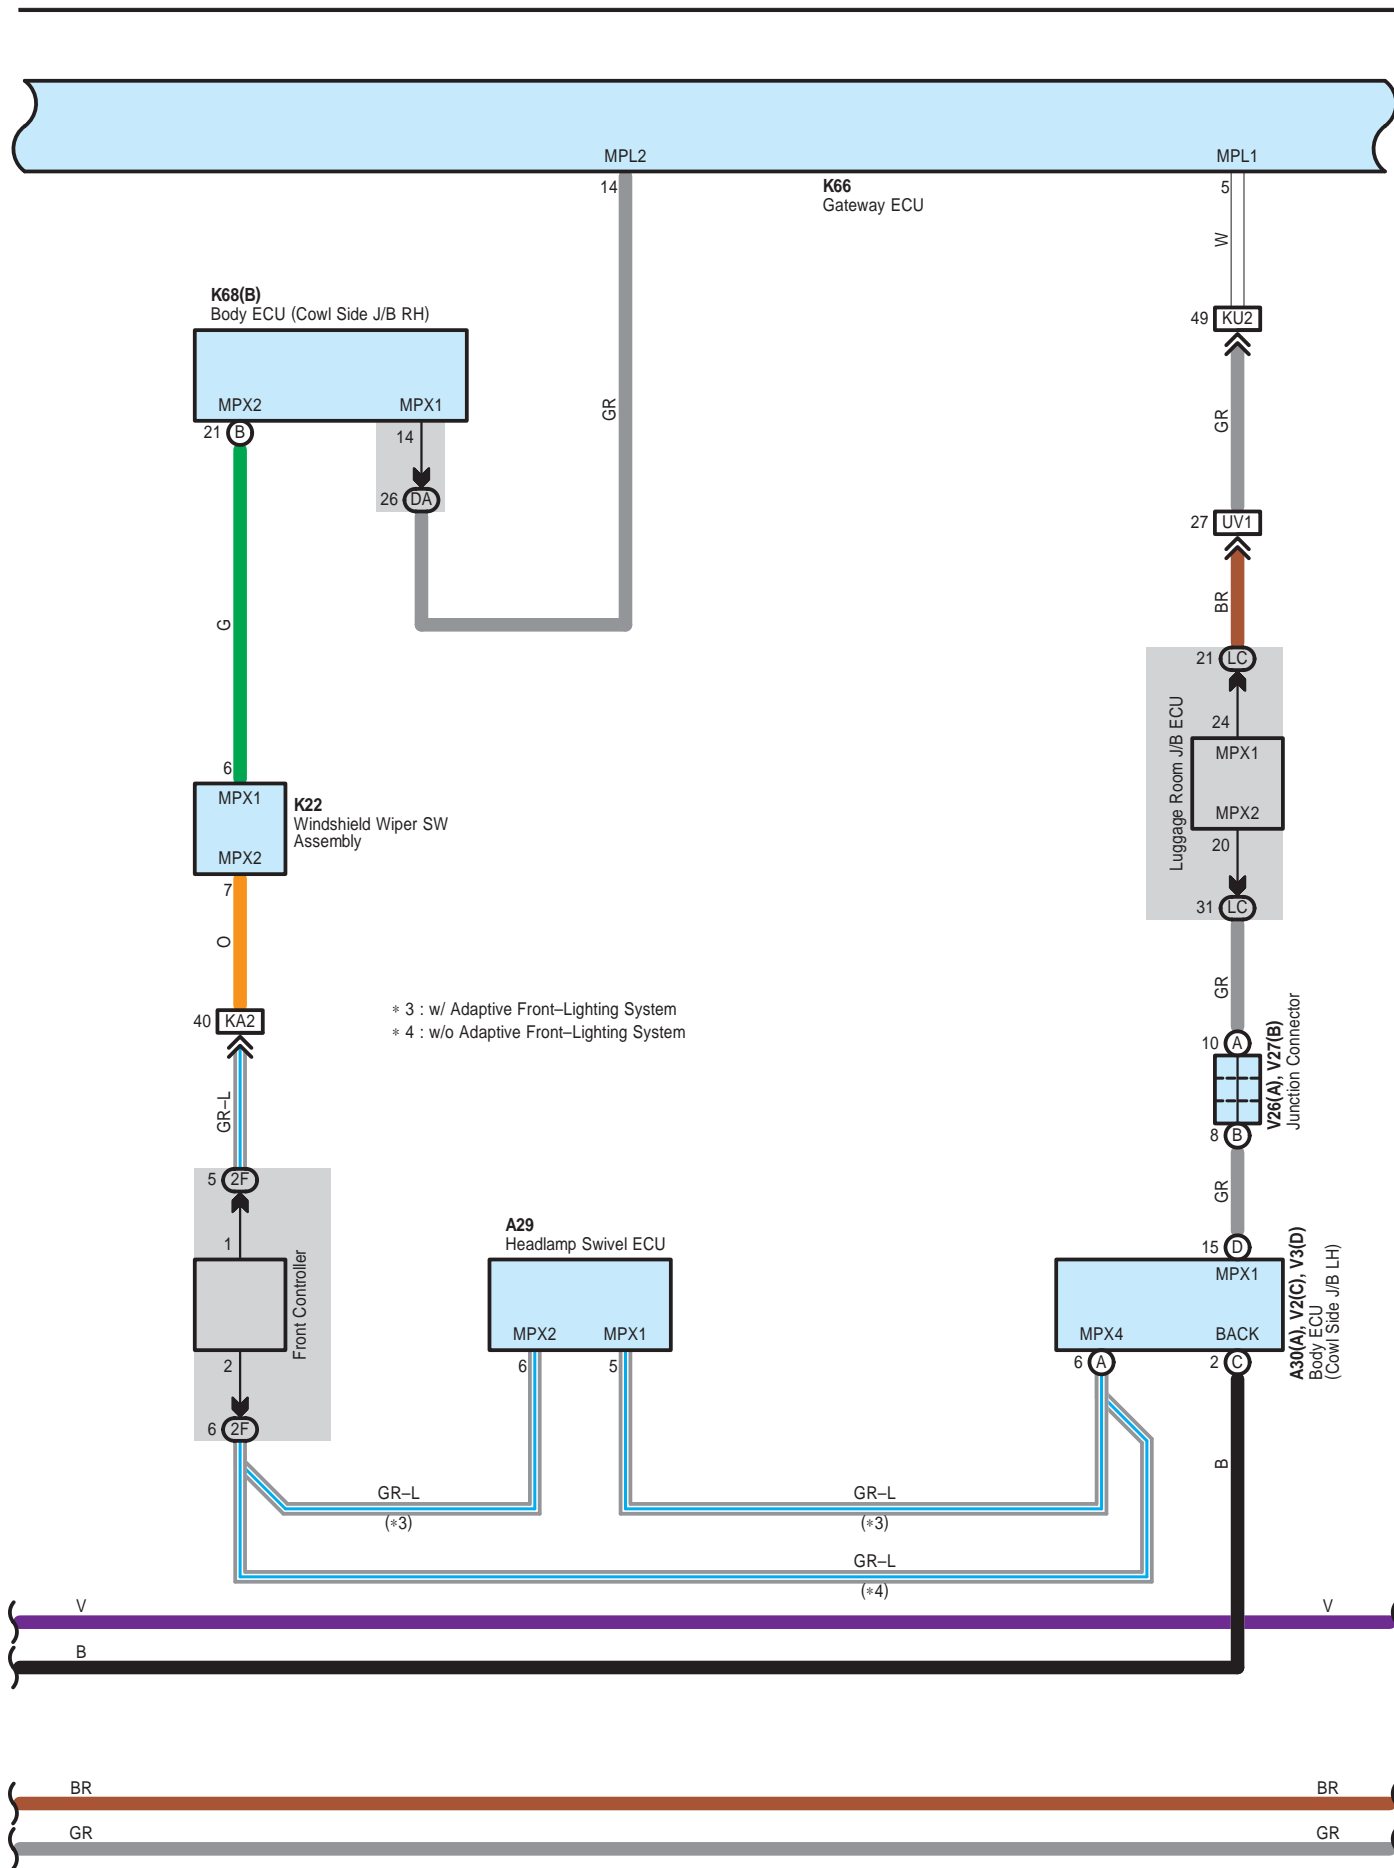 MPL2
MPL1
14
K66
Gateway ECU
5
W
K68(B)
Body ECU (Cowl Side J/B RH)
49 KU2
MPX2
MPX1
GR
GR
21 B
14
26 DA
27 UV1
G
BR
21 LC
24
MPX1
Luggage Room J/B ECU
MPX2
20
31 LC
6
MPX1
K22
Windshield Wiper SW
Assembly
MPX2
7
O
GR
40 KA2
∗ 3 : w/ Adaptive Front–Lighting System
∗ 4 : w/o Adaptive Front–Lighting System
10 A
V26(A), V27(B)
Junction Connector
8 B
GR–L
GR
5 2F
1
Front Controller
2
6 2F
A29
Headlamp Swivel ECU
MPX2
MPX1
6
5
15 D
MPX1
MPX4
BACK
6 A
2 C
A30(A), V2(C), V3(D)
Body ECU
(Cowl Side J/B LH)
B
GR–L
(∗3)
GR–L
(∗3)
GR–L
(∗4)
V
V
B
BR
BR
GR
GR